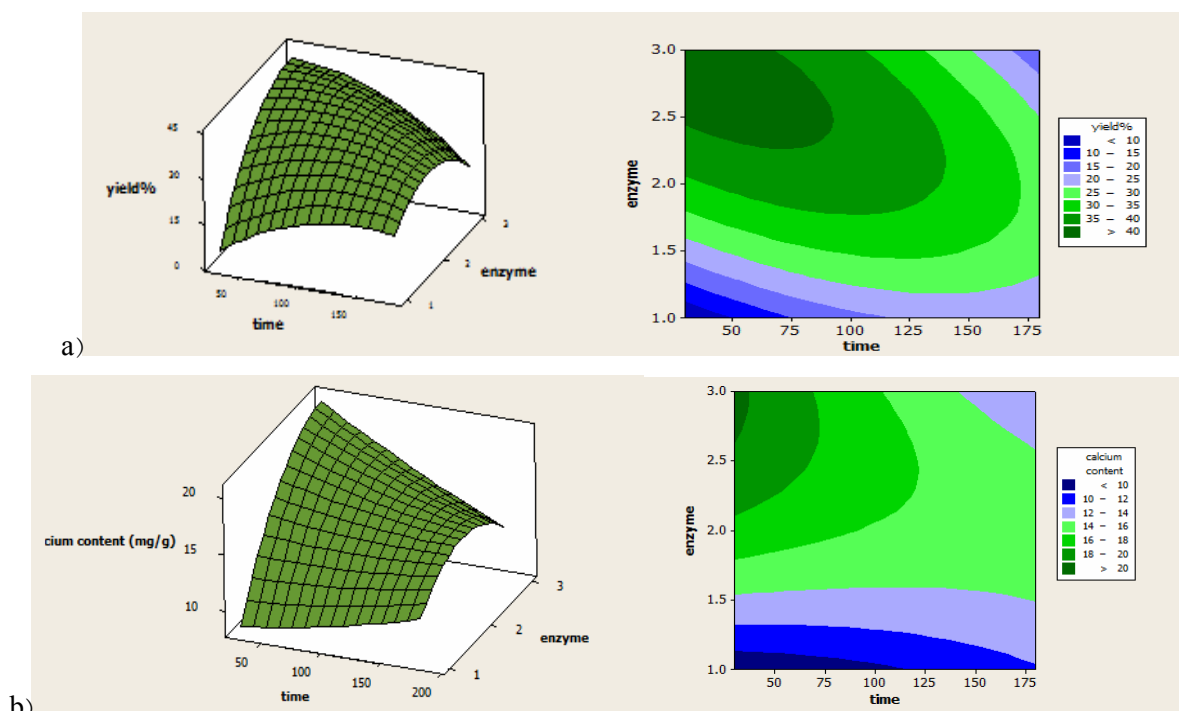 45
30
yield%
15
0
50
100
150
time
1
2
3
enzyme
3.0
2.5
2.0
1.5
1.0
enzyme
50 75 100 125 150 175
time
yield%
< 10
10 – 15
15 – 20
20 – 25
25 – 30
30 – 35
35 – 40
> 40
a)
20
cium content (mg/g)
15
10
50
100
150
200
time
1
2
3
enzyme
3.0
2.5
2.0
1.5
1.0
enzyme
50 75 100 125 150 175
time
calcium
content
< 10
10 – 12
12 – 14
14 – 16
16 – 18
18 – 20
> 20
b)